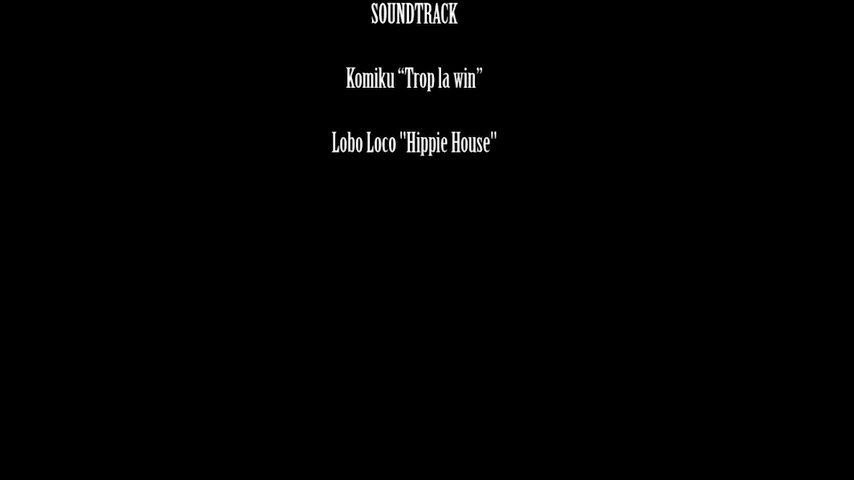 SOUNDTRACK
Komiku “Trop la win”
Lobo Loco "Hippie House"